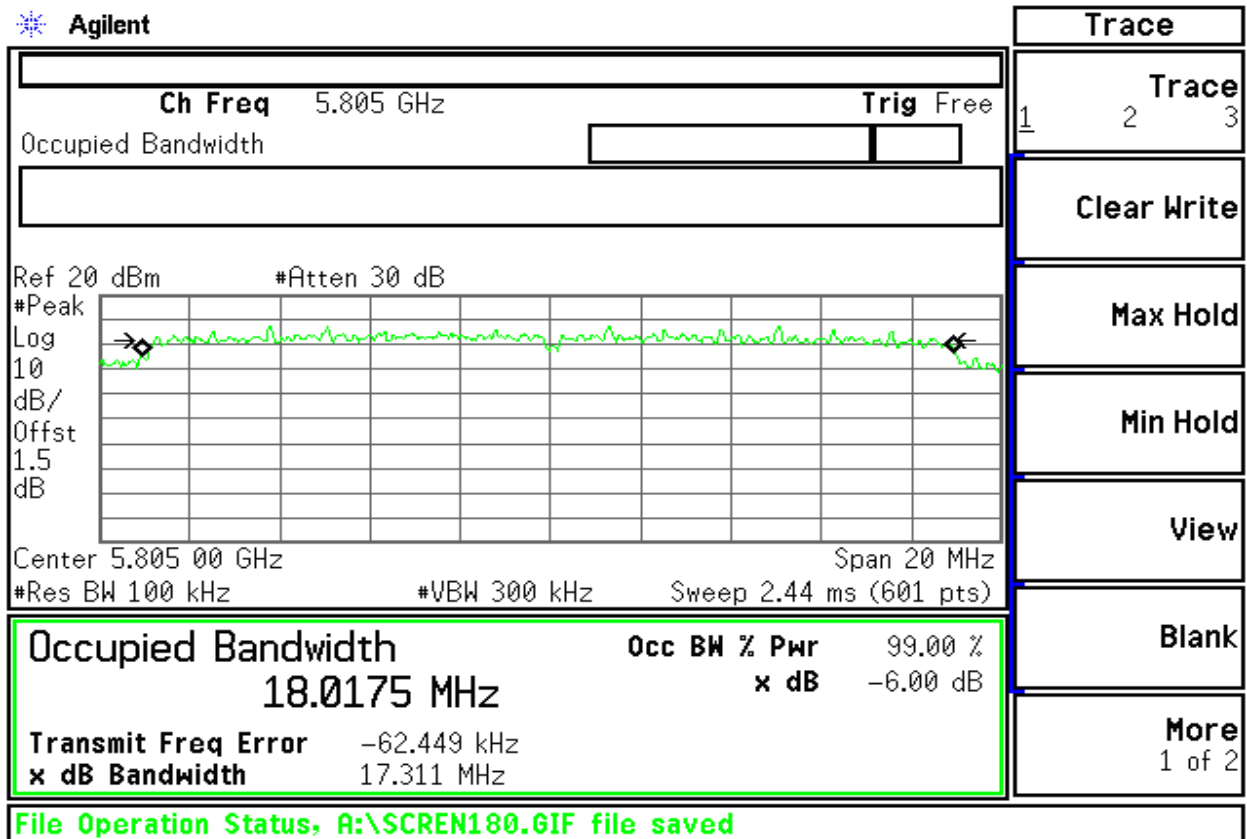 Agilent
Trace
Ch Freq 5.805 GHz Trig Free
Occupied Bandwidth
Ref 20 dBm #Atten 30 dB
#Peak
Log
10
dB/
Offst
1.5
dB
Center 5.805 00 GHz Span 20 MHz
#Res BW 100 kHz #VBW 300 kHz Sweep 2.44 ms (601 pts)
Occupied Bandwidth
18.0175 MHz
Occ BW % Pwr 99.00 %
x dB -6.00 dB
Transmit Freq Error -62.449 kHz
x dB Bandwidth 17.311 MHz
File Operation Status, A:\SCREN180.GIF file saved
Trace
1 2 3
Clear Write
Max Hold
Min Hold
View
Blank
More
1 of 2